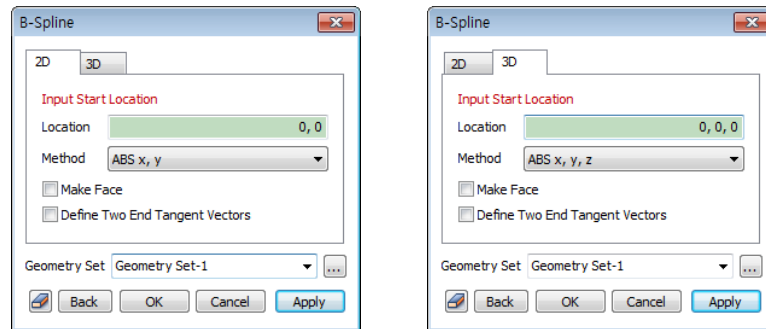 B-Spline
2D 3D
Input Start Location
Location 0, 0
Method ABS x, y
Make Face
Define Two End Tangent Vectors
Geometry Set Geometry Set-1 ...
Back OK Cancel Apply
B-Spline
2D 3D
Input Start Location
Location 0, 0, 0
Method ABS x, y, z
Make Face
Define Two End Tangent Vectors
Geometry Set Geometry Set-1 ...
Back OK Cancel Apply